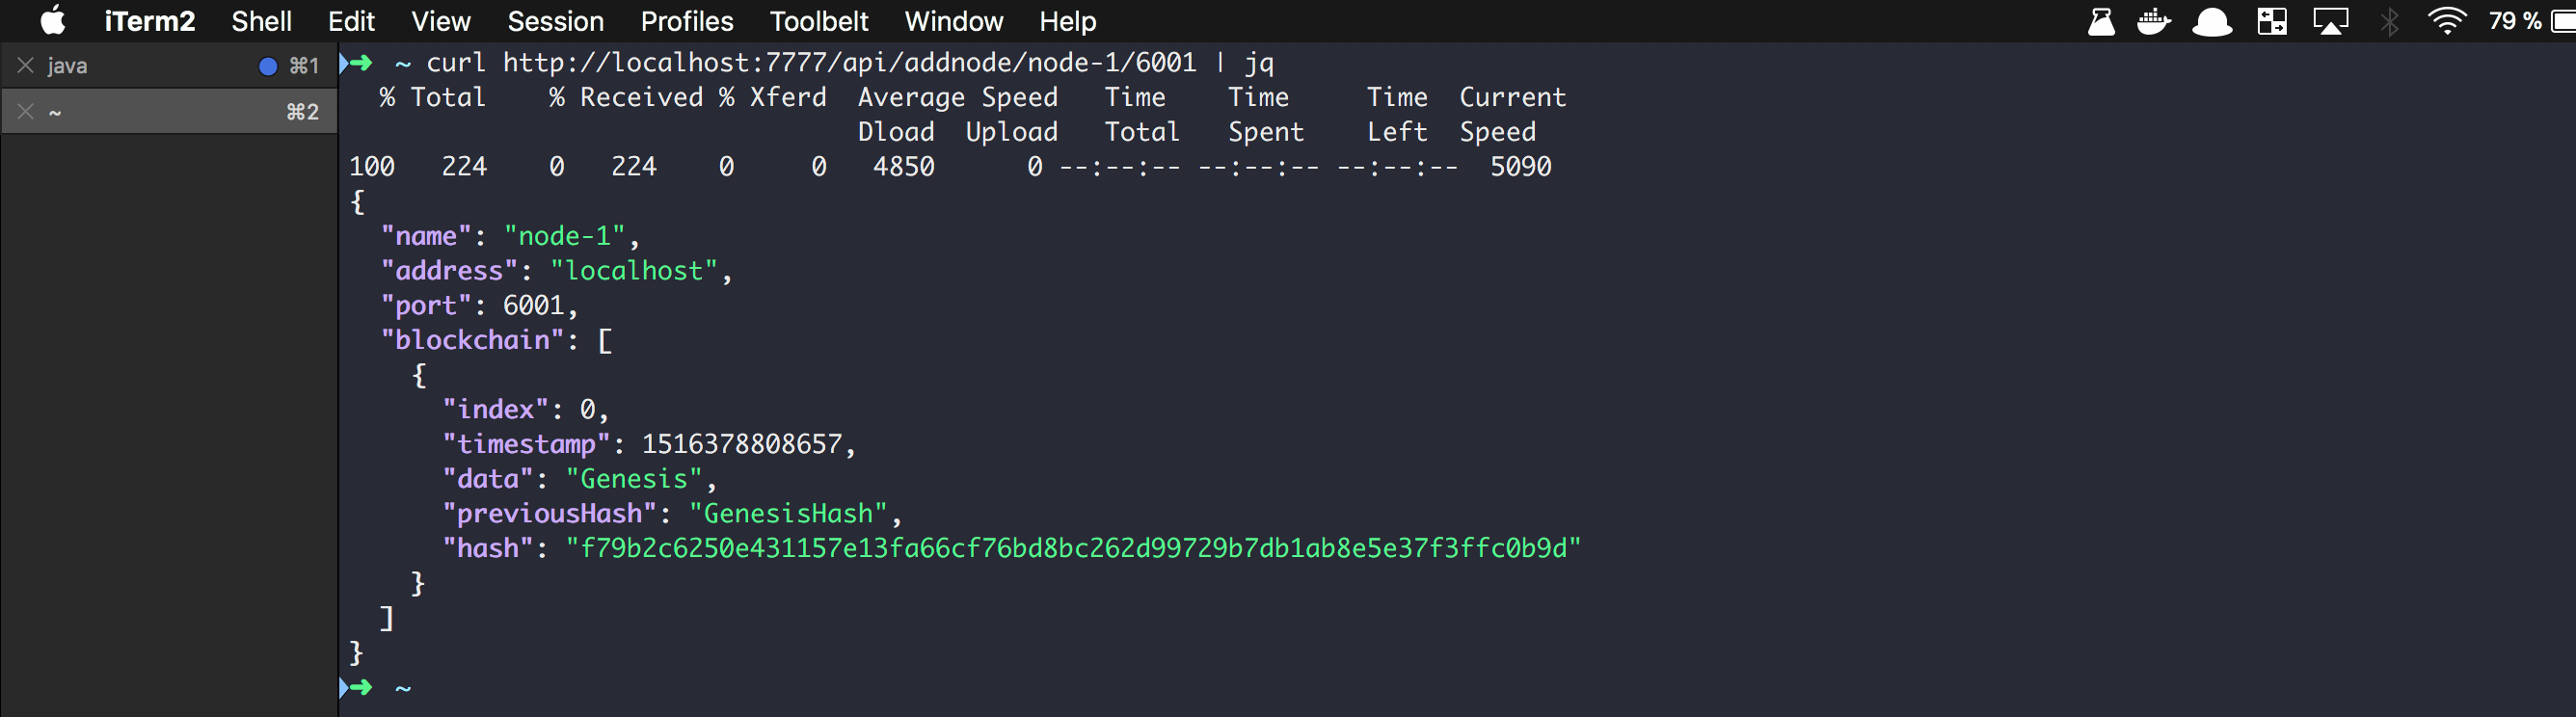 iTerm2 Shell Edit View Session Profiles Toolbelt Window Help 79 %
java ⌘1
~ ⌘2
➜ ~ curl http://localhost:7777/api/addnode/node-1/6001 | jq
% Total % Received % Xferd Average Speed Time Time Time Current
Dload Upload Total Spent Left Speed
100 224 0 224 0 0 4850 0 --:--:-- --:--:-- --:--:-- 5090
{
"name": "node-1",
"address": "localhost",
"port": 6001,
"blockchain": [
{
"index": 0,
"timestamp": 1516378808657,
"data": "Genesis",
"previousHash": "GenesisHash",
"hash": "f79b2c6250e431157e13fa66cf76bd8bc262d99729b7db1ab8e5e37f3ffc0b9d"
}
]
}
➜ ~